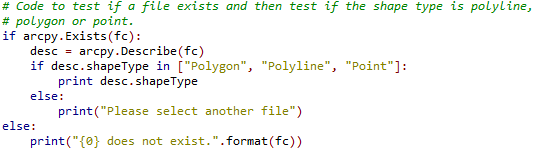 # Code to test if a file exists and then test if the shape type is polyline,
# polygon or point.
if arcpy.Exists(fc):
    desc = arcpy.Describe(fc)
    if desc.shapeType in ["Polygon", "Polyline", "Point"]:
        print desc.shapeType
    else:
        print("Please select another file")
else:
    print("{0} does not exist.".format(fc))